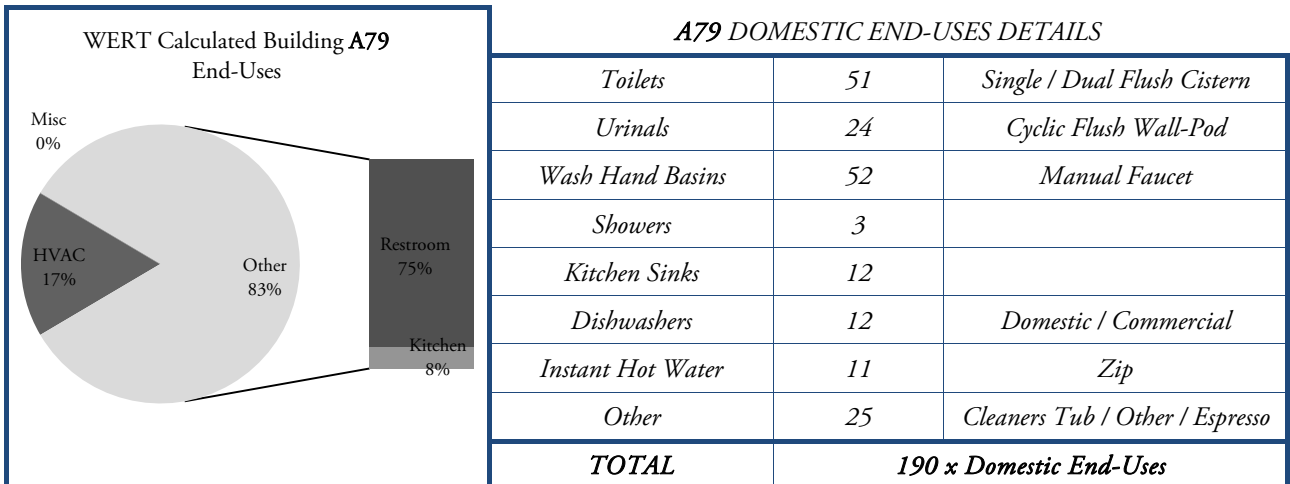 WERT Calculated Building A79
End-Uses
Misc
0%
HVAC
17%
Other
83%
Restroom
75%
Kitchen
8%
A79 DOMESTIC END-USES DETAILS
Toilets 51 Single / Dual Flush Cistern
Urinals 24 Cyclic Flush Wall-Pod
Wash Hand Basins 52 Manual Faucet
Showers 3
Kitchen Sinks 12
Dishwashers 12 Domestic / Commercial
Instant Hot Water 11 Zip
Other 25 Cleaners Tub / Other / Espresso
TOTAL 190 x Domestic End-Uses